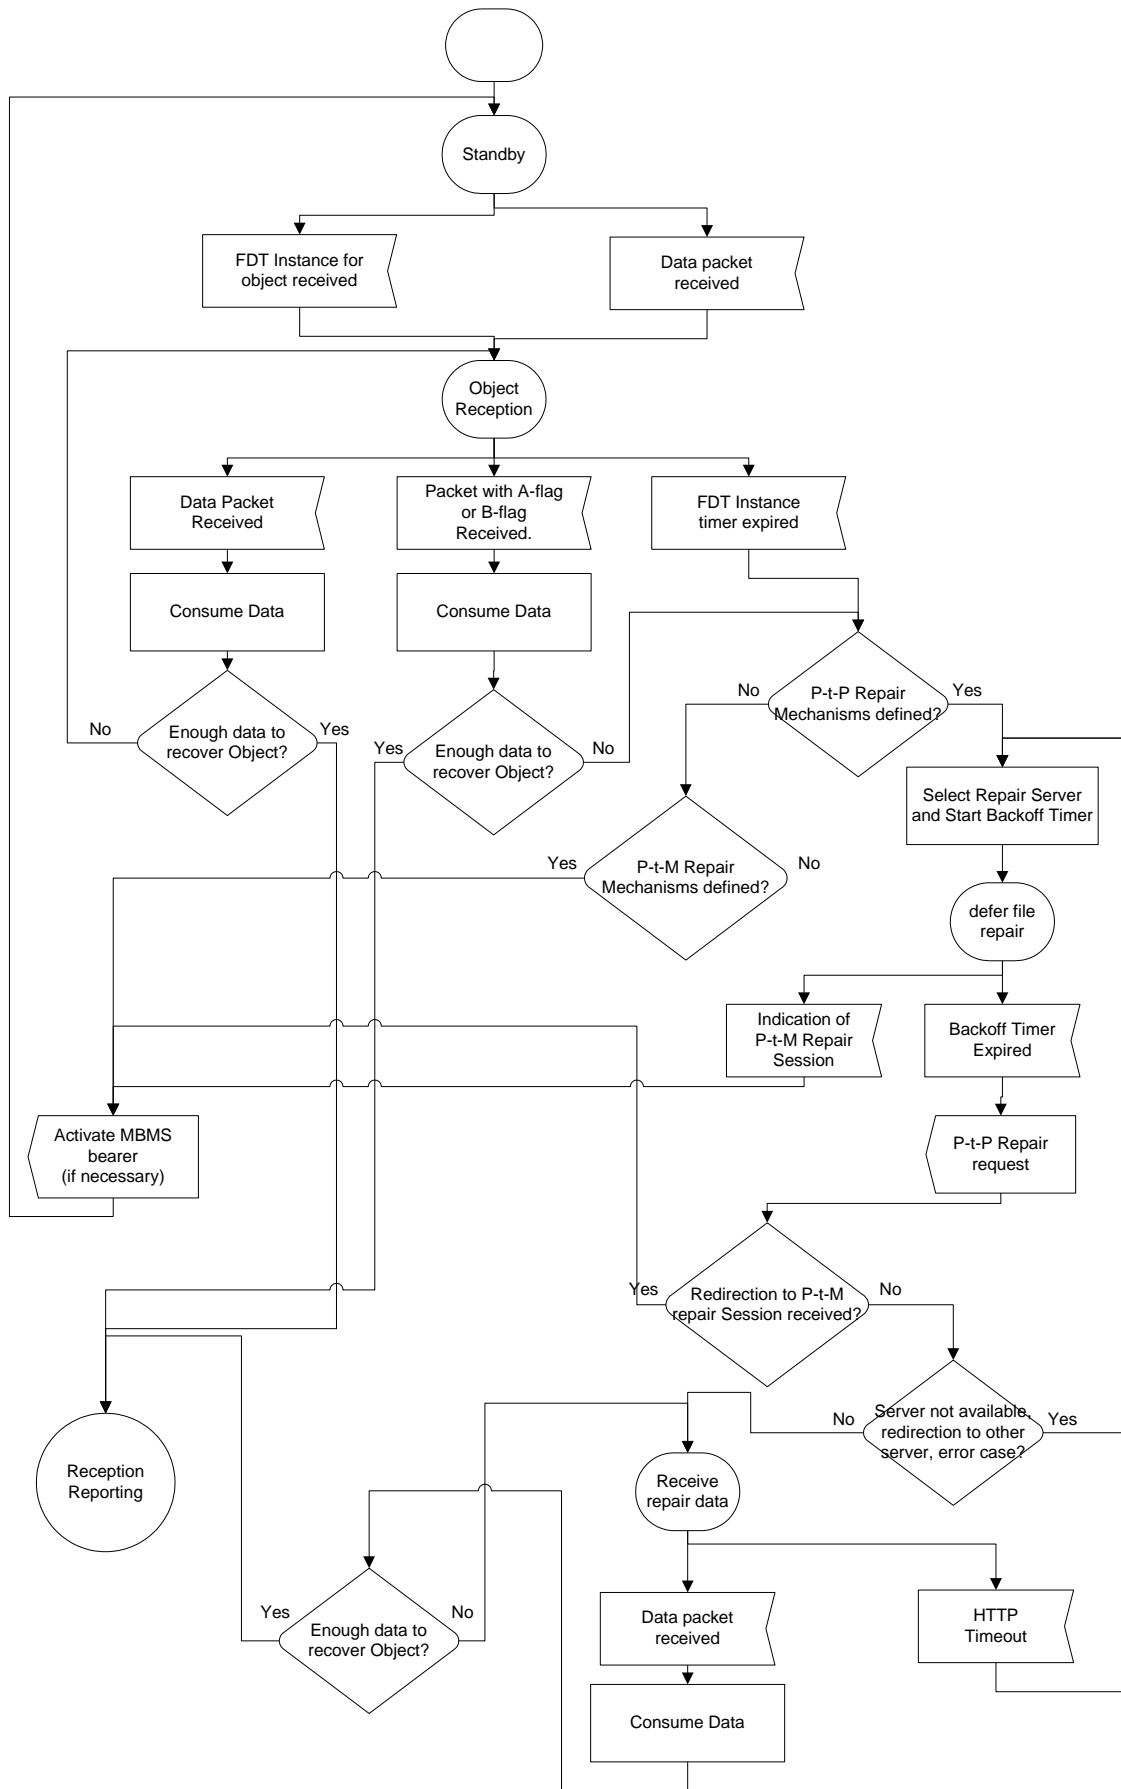 Standby
FDT Instance for
object received
Data packet
received
Object
Reception
Data Packet
Received
Packet with A-flag
or B-flag
Received.
FDT Instance
timer expired
Consume Data
Consume Data
No
P-t-P Repair
Mechanisms defined?
Yes
No
Enough data to
recover Object?
Yes
Yes
Enough data to
recover Object?
No
Select Repair Server
and Start Backoff Timer
Yes
P-t-M Repair
Mechanisms defined?
No
defer file
repair
Indication of
P-t-M Repair
Session
Backoff Timer
Expired
Activate MBMS
bearer
(if necessary)
P-t-P Repair
request
Yes
Redirection to P-t-M
repair Session received?
No
No
Server not available,
redirection to other
server, error case?
Yes
Reception
Reporting
Receive
repair data
Yes
Enough data to
recover Object?
No
Data packet
received
HTTP
Timeout
Consume Data